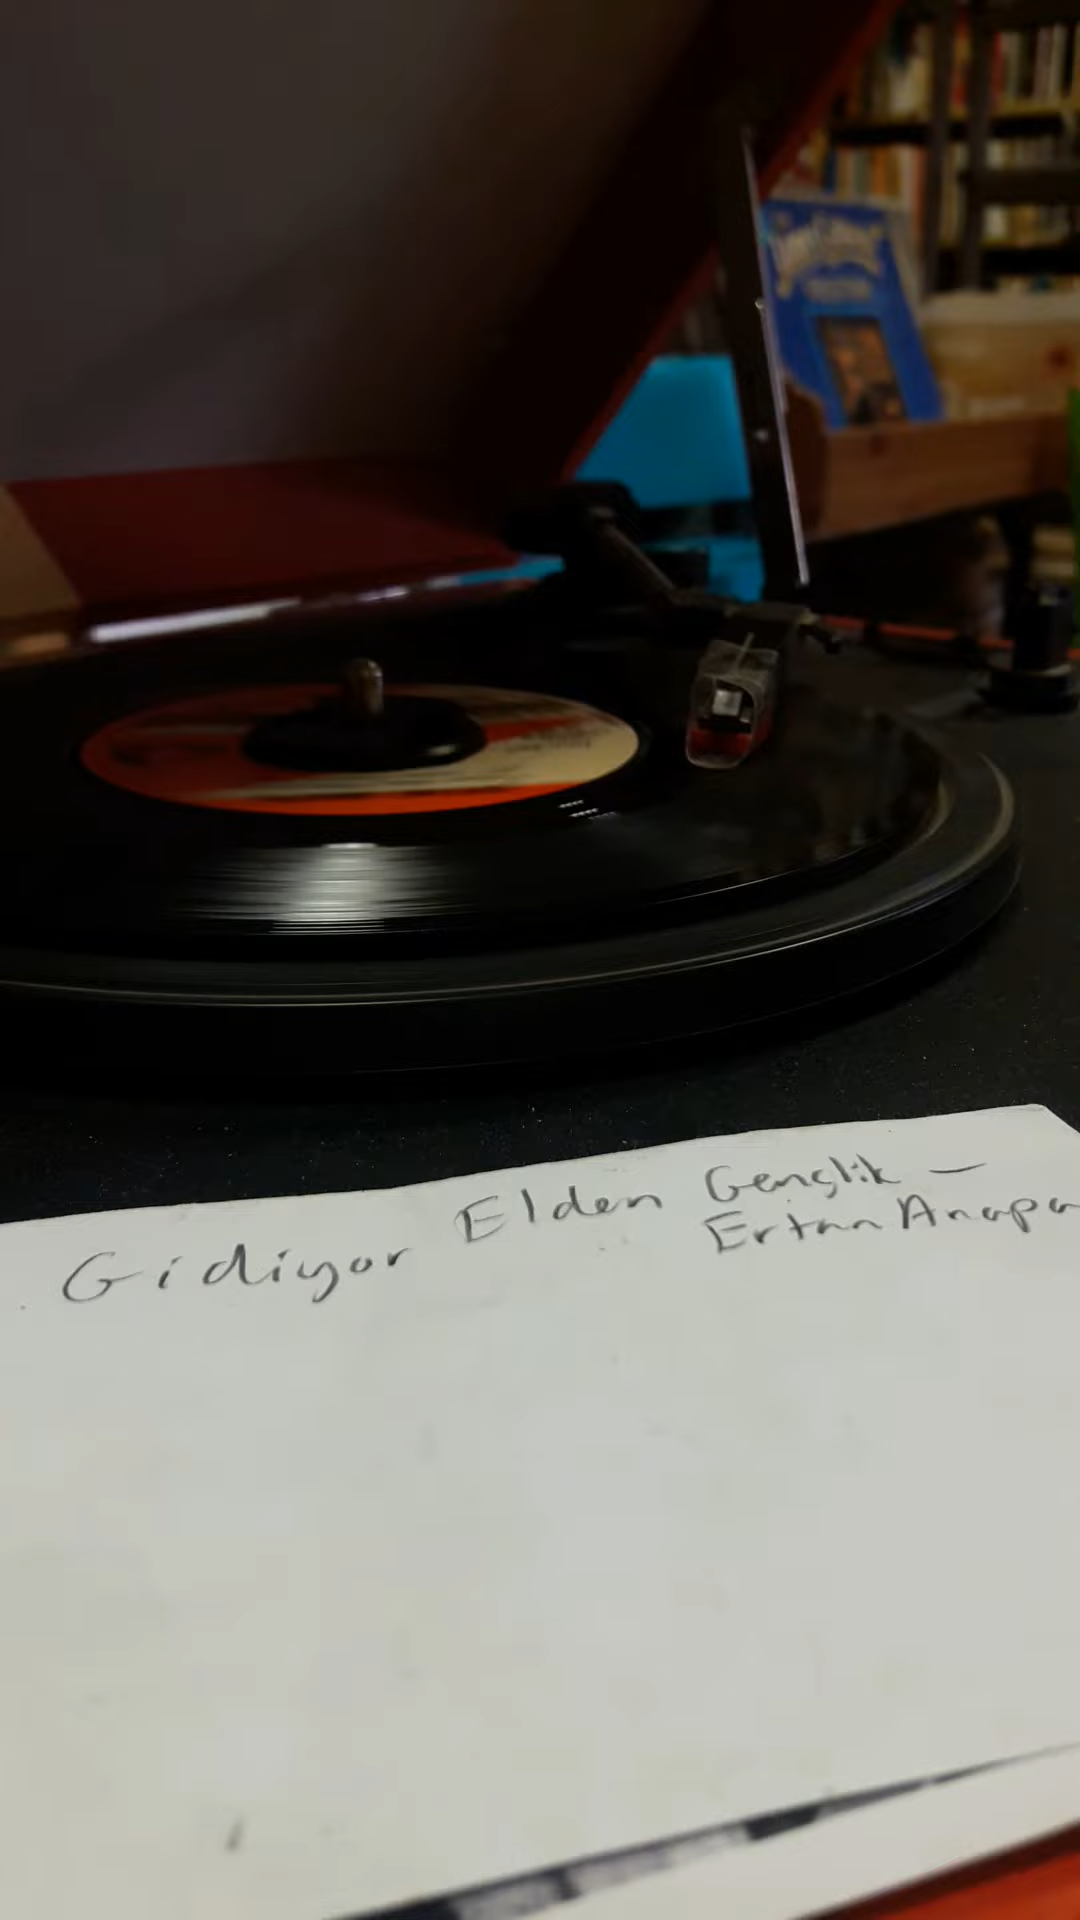 Gidiyor Elden Gençlik —
Ertan Anapa